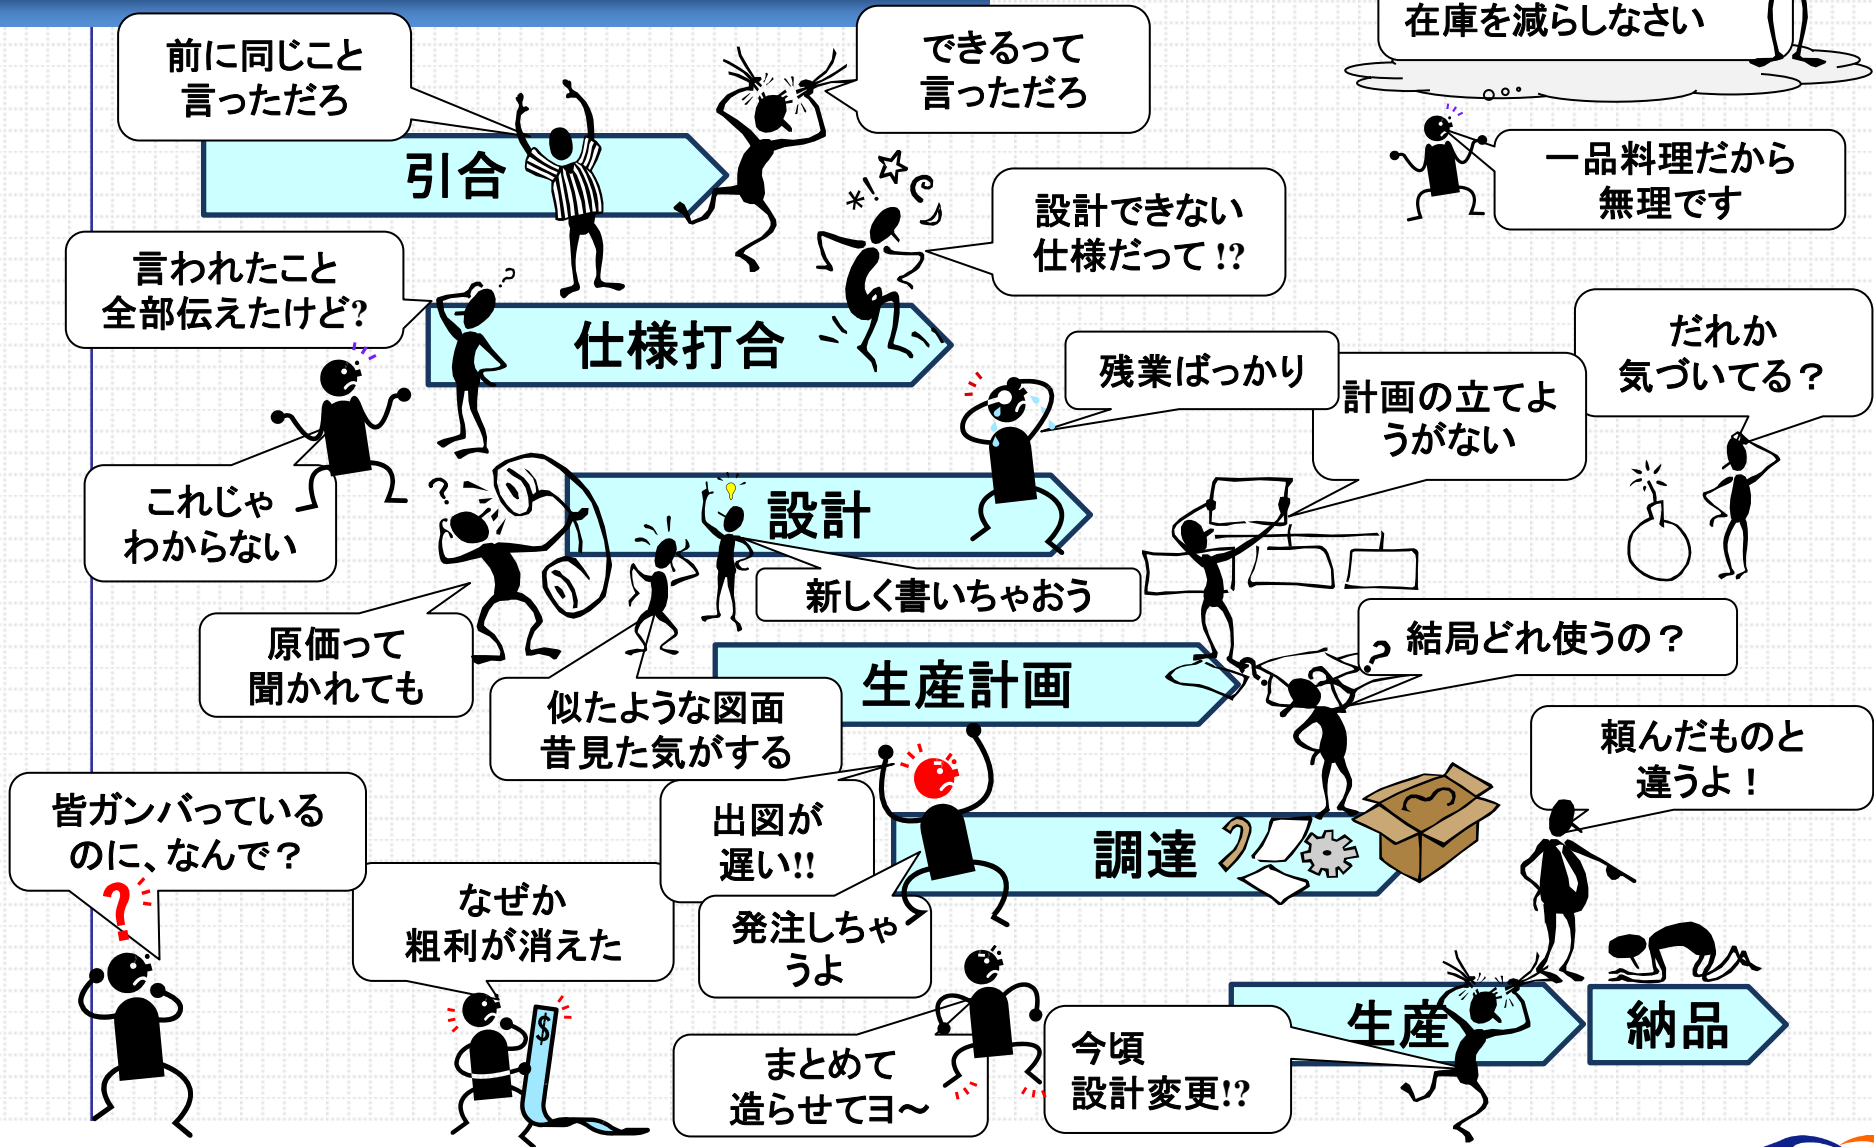 前に同じこと
言っただろ
できるって
言っただろ
在庫を減らしなさい
一品料理だから
無理です
引合
設計できない
仕様だって!?
言われたこと
全部伝えたけど?
仕様打合
だれか
気づいてる？
残業ばっかり
計画の立てよ
うがない
これじゃ
わからない
設計
新しく書いちゃおう
原価って
聞かれても
似たような図面
昔見た気がする
生産計画
結局どれ使うの？
頼んだものと
違うよ！
皆ガンバっている
のに、なんで？
なぜか
粗利が消えた
出図が
遅い!!
調達
発注しちゃ
うよ
まとめて
造らせてヨ～
今頃
設計変更!?
生産
納品
$